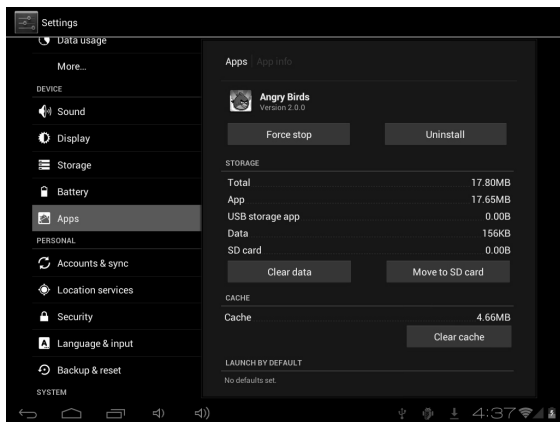 Settings
Data usage
More...
DEVICE
Sound
Display
Storage
Battery
Apps
PERSONAL
Accounts & sync
Location services
Security
Language & input
Backup & reset
SYSTEM
Apps App info
Angry Birds
Version 2.0.0
Force stop Uninstall
STORAGE
Total 17.80MB
App 17.65MB
USB storage app 0.00B
Data 156KB
SD card 0.00B
Clear data Move to SD card
CACHE
Cache 4.66MB
Clear cache
LAUNCH BY DEFAULT
No defaults set.
4:37